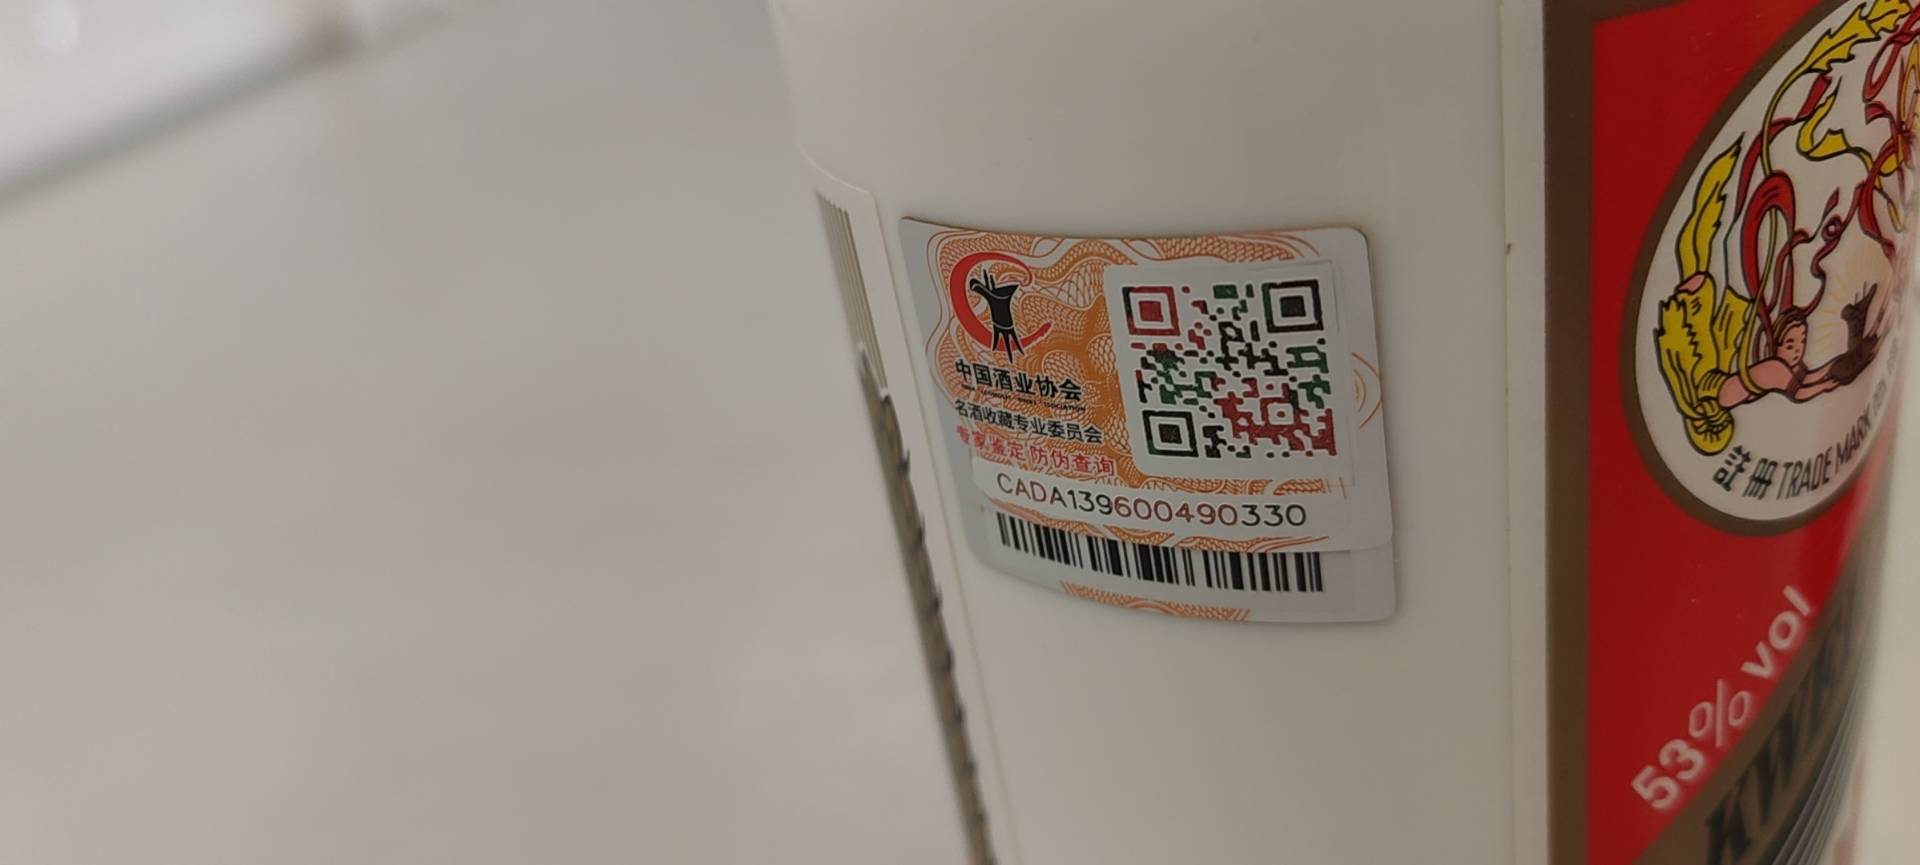 中国酒业协会
名酒收藏专业委员会
专家鉴定 防伪查询
CADA139600490330
註册 TRADE MARK
53% vol
KWEI